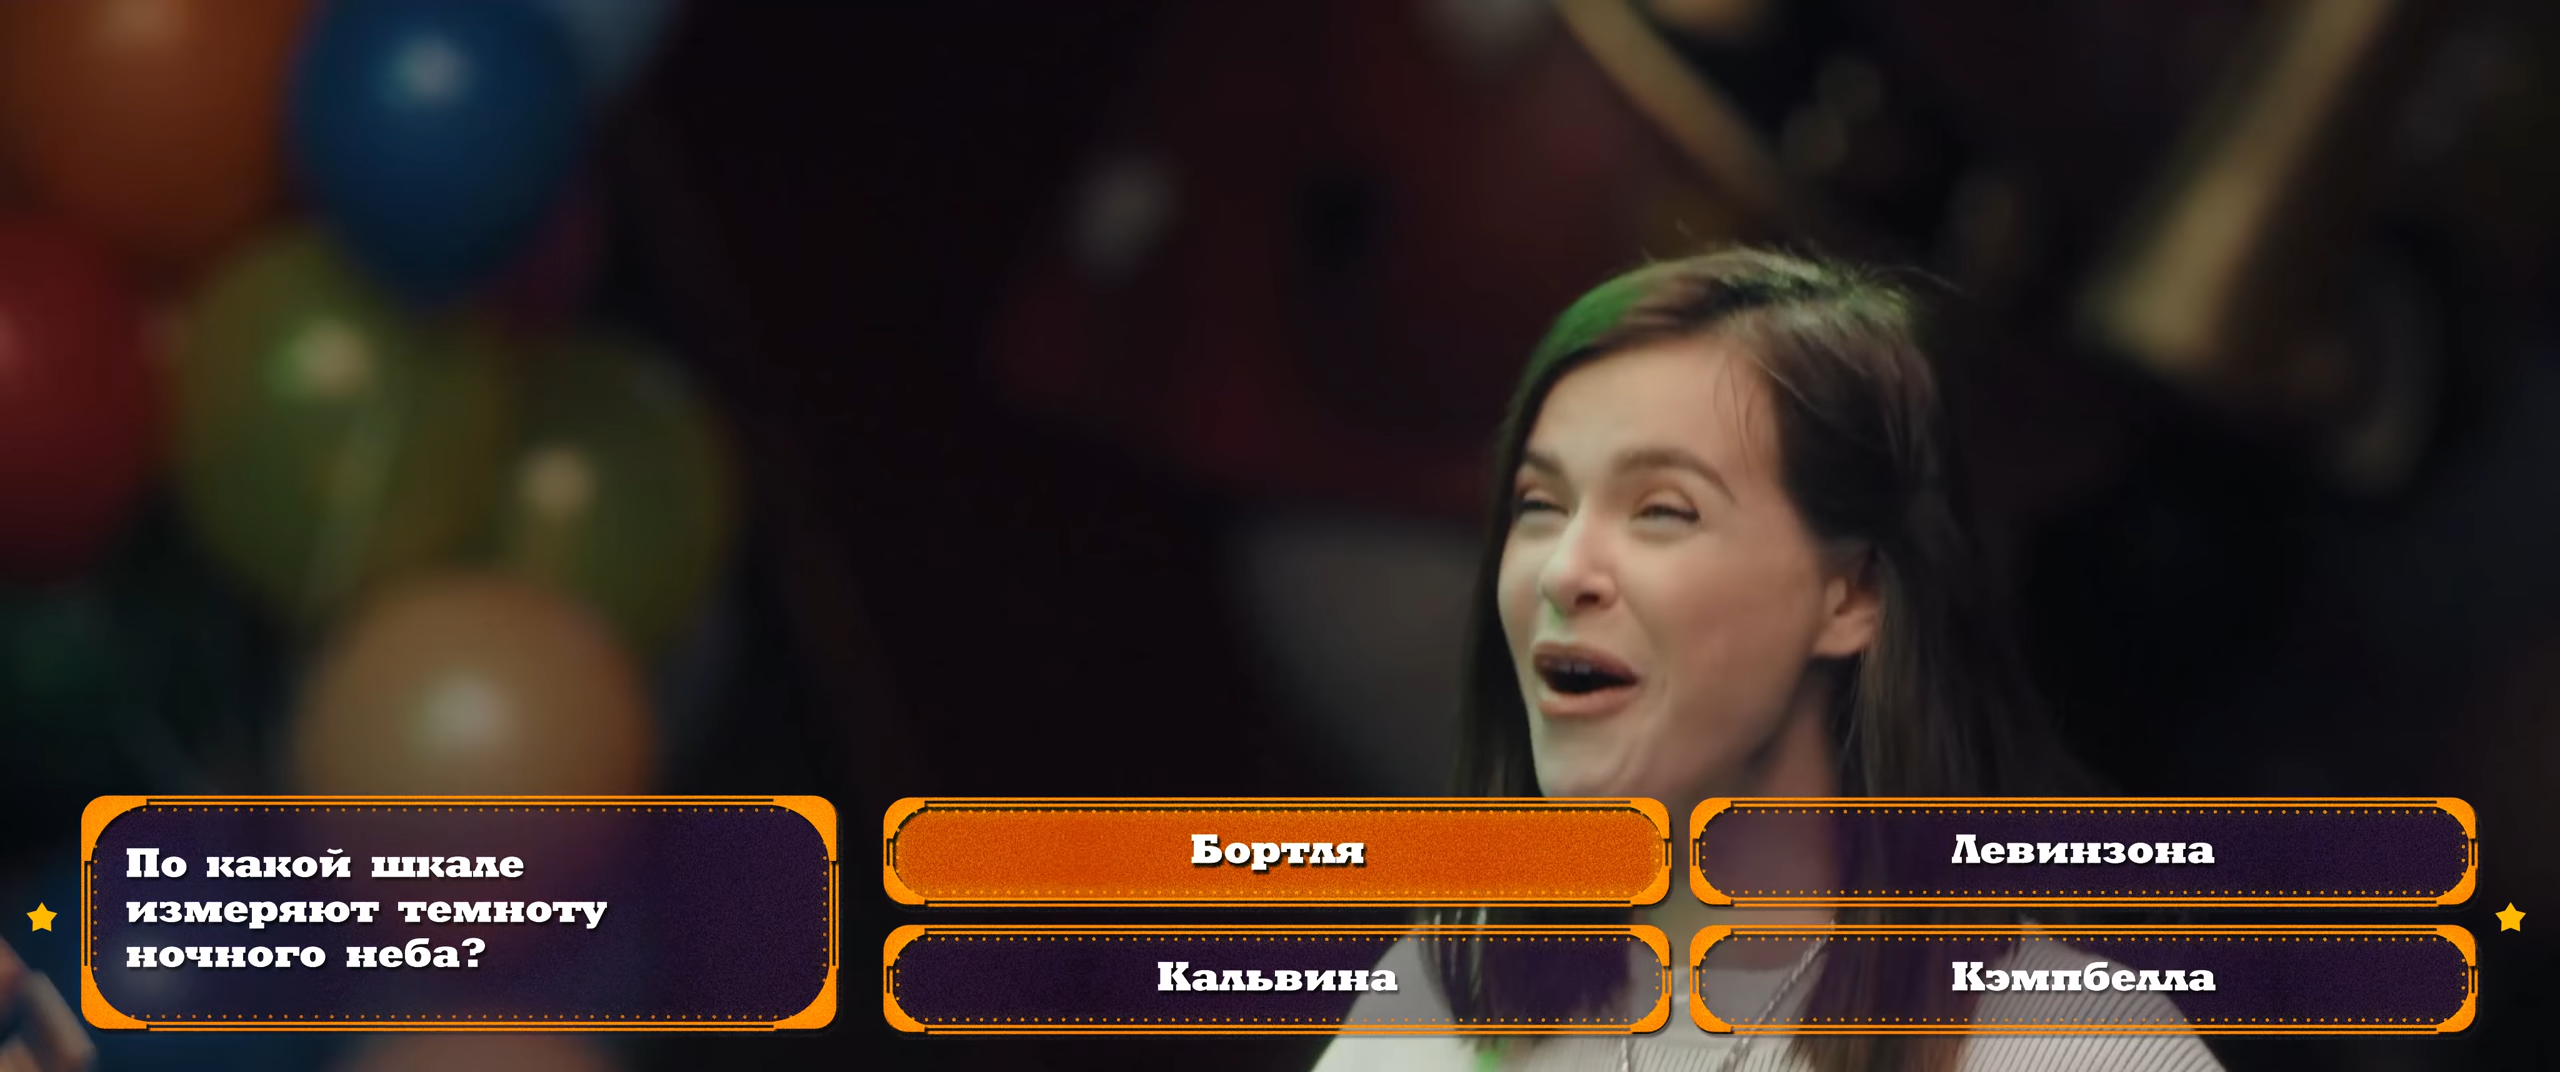 По какой шкале
измеряют темноту
ночного неба?
Бортля
Левинзона
Кальвина
Кэмпбелла